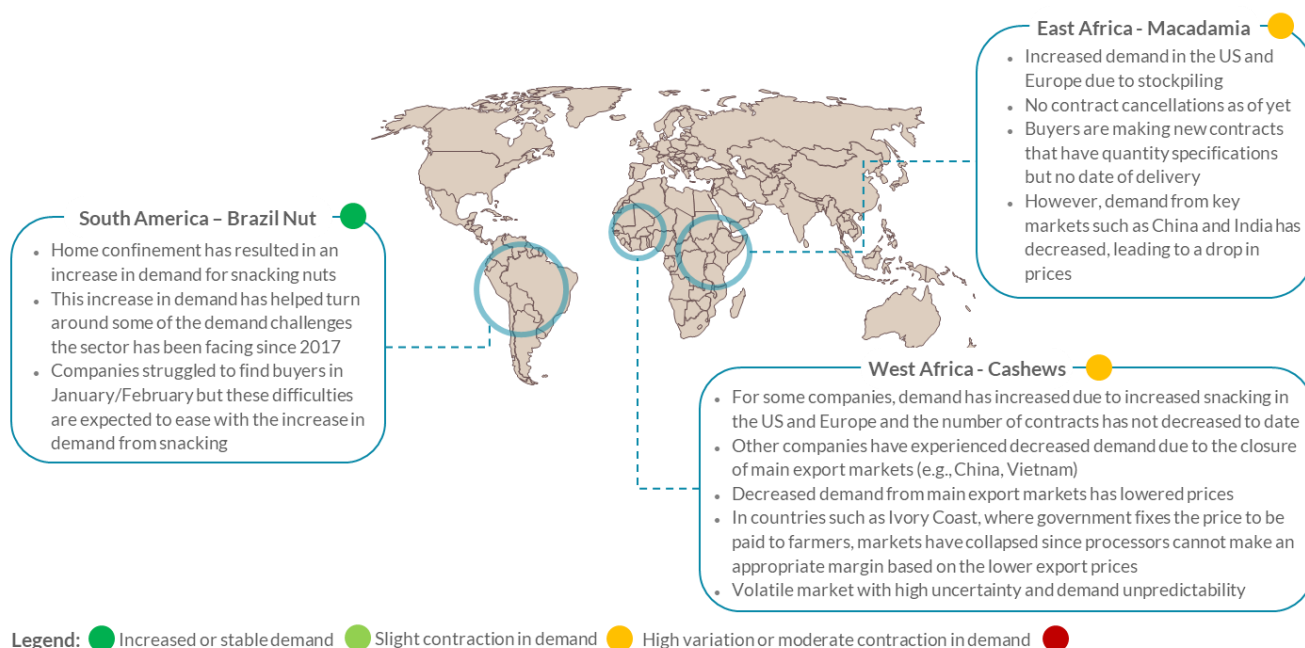 East Africa - Macadamia
• Increased demand in the US and
Europe due to stockpiling
• No contract cancellations as of yet
• Buyers are making new contracts
that have quantity specifications
but no date of delivery
• However, demand from key
markets such as China and India has
decreased, leading to a drop in
prices
South America – Brazil Nut
• Home confinement has resulted in an
increase in demand for snacking nuts
• This increase in demand has helped turn
around some of the demand challenges
the sector has been facing since 2017
• Companies struggled to find buyers in
January/February but these difficulties
are expected to ease with the increase in
demand from snacking
West Africa - Cashews
• For some companies, demand has increased due to increased snacking in
the US and Europe and the number of contracts has not decreased to date
• Other companies have experienced decreased demand due to the closure
of main export markets (e.g., China, Vietnam)
• Decreased demand from main export markets has lowered prices
• In countries such as Ivory Coast, where government fixes the price to be
paid to farmers, markets have collapsed since processors cannot make an
appropriate margin based on the lower export prices
• Volatile market with high uncertainty and demand unpredictability
Legend: Increased or stable demand Slight contraction in demand High variation or moderate contraction in demand